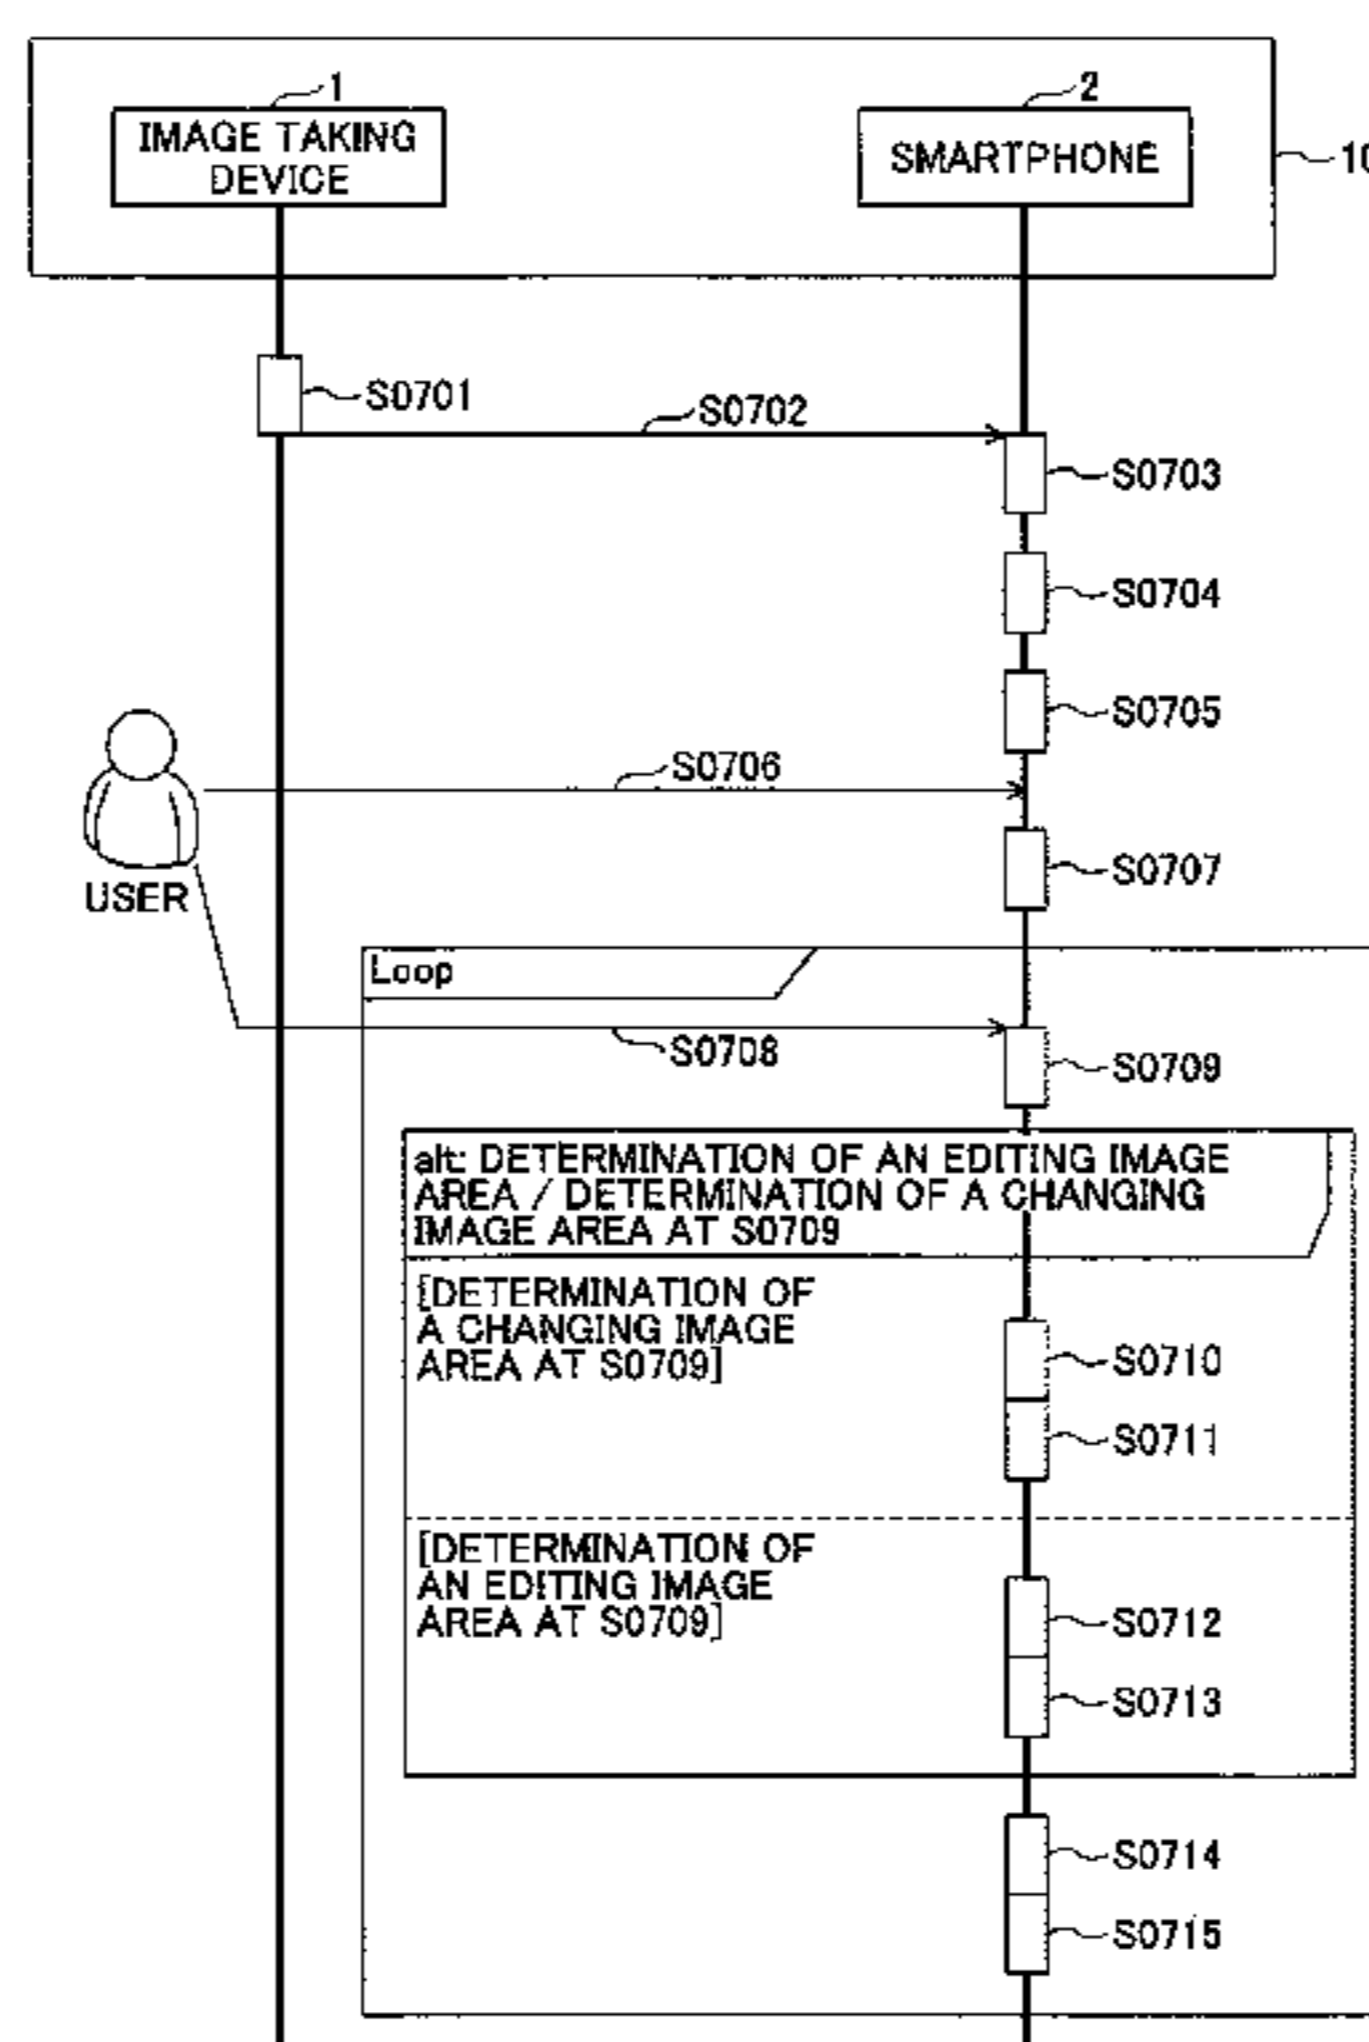 1
2
IMAGE TAKING
DEVICE
SMARTPHONE
10
S0701
S0702
S0703
S0704
S0705
S0706
S0707
USER
Loop
S0708
S0709
alt: DETERMINATION OF AN EDITING IMAGE
AREA / DETERMINATION OF A CHANGING
IMAGE AREA AT S0709
[DETERMINATION OF
A CHANGING IMAGE
AREA AT S0709]
S0710
S0711
[DETERMINATION OF
AN EDITING IMAGE
AREA AT S0709]
S0712
S0713
S0714
S0715